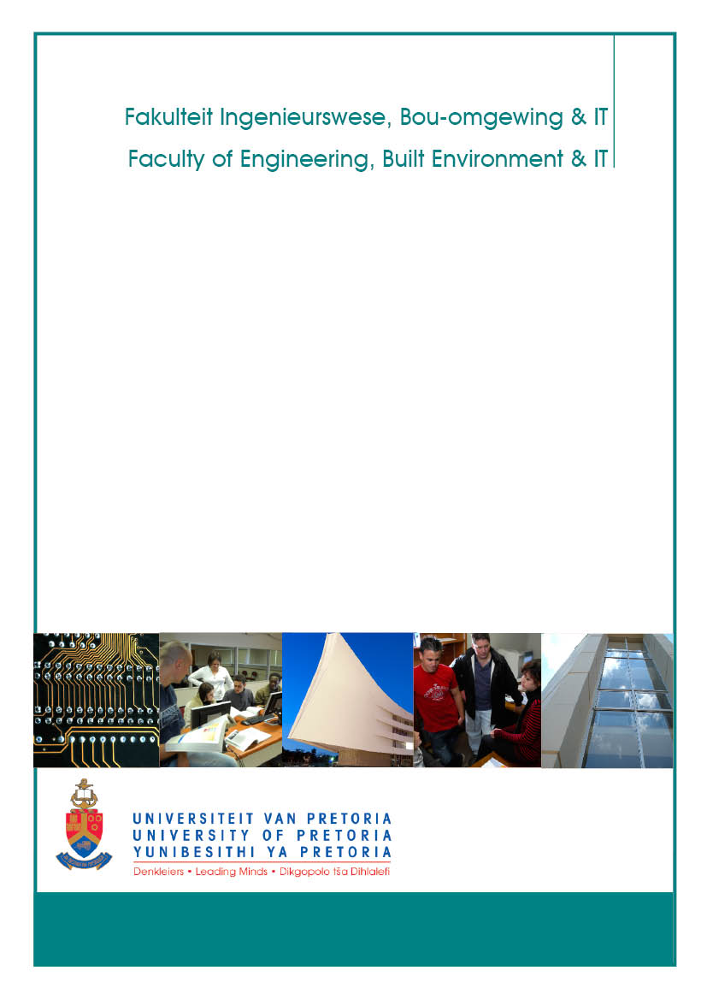 Fakulteit Ingenieurswese, Bou-omgewing & IT
Faculty of Engineering, Built Environment & IT
UNIVERSITEIT VAN PRETORIA
UNIVERSITY OF PRETORIA
YUNIBESITHI YA PRETORIA
Denkleiers • Leading Minds • Dikgopolo tša Dihlalefi